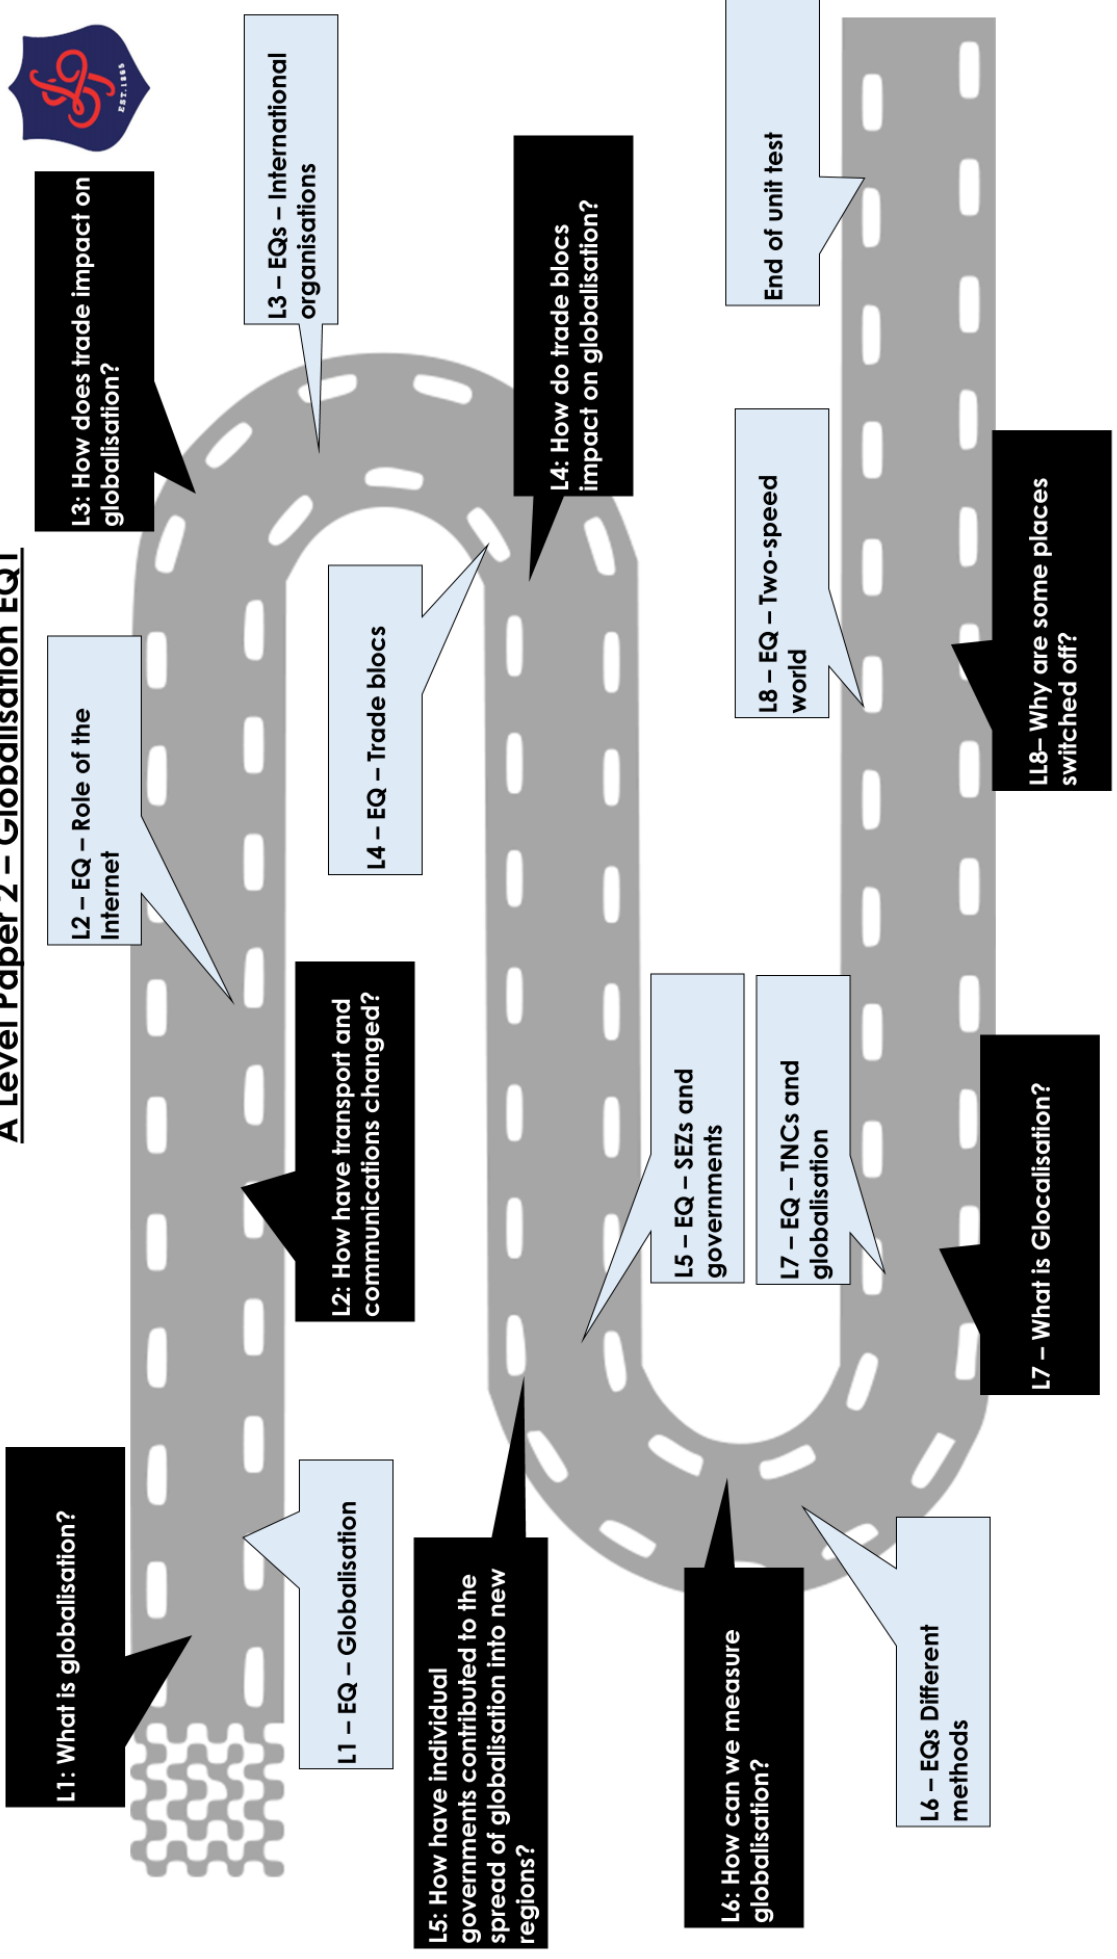 A Level Paper 2 – Globalisation EQ1
EST.1865
L1: What is globalisation?
L1 – EQ – Globalisation
L2: How have transport and
communications changed?
L2 – EQ – Role of the
Internet
L3: How does trade impact on
globalisation?
L3 – EQs – International
organisations
L4: How do trade blocs
impact on globalisation?
L4 – EQ – Trade blocs
L5: How have individual
governments contributed to the
spread of globalisation into new
regions?
L5 – EQ – SEZs and
governments
L6: How can we measure
globalisation?
L6 – EQs Different
methods
L7 – What is Glocalisation?
L7 – EQ – TNCs and
globalisation
LL8– Why are some places
switched off?
L8 – EQ – Two-speed
world
End of unit test